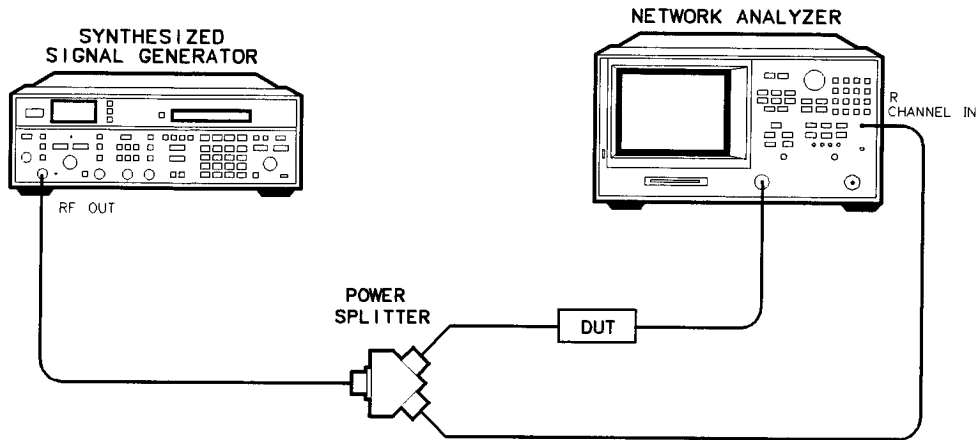 NETWORK ANALYZER
SYNTHESIZED
SIGNAL GENERATOR
R
CHANNEL IN
RF OUT
POWER
SPLITTER
DUT